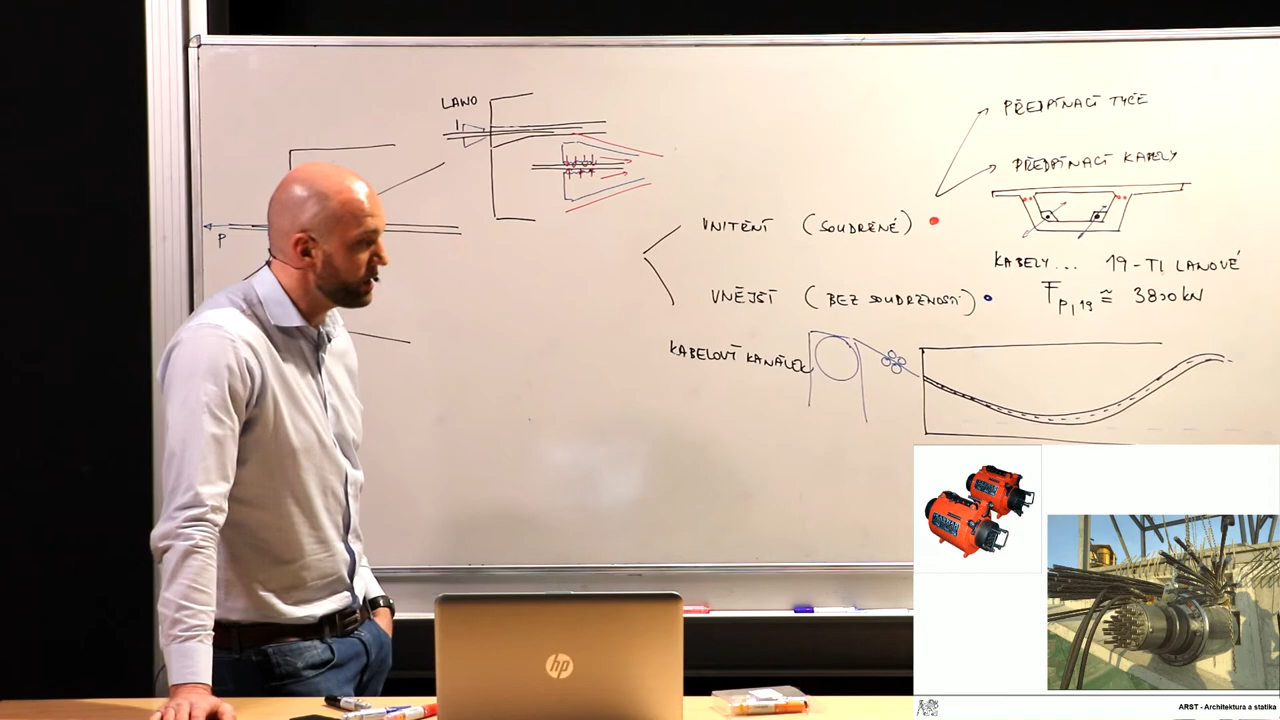 LANO
P
PŘEDPÍNACÍ TYČE
PŘEDPÍNACÍ KABELY
VNITŘNÍ (SOUDRŽNÉ)
VNĚJŠÍ (BEZ SOUDRŽNOSTI)
KABELY... 19-TI LANOVÉ
Fp,19 ≅ 3800 kN
KABELOVÝ KANÁLEK
hp
ARST - Architektura a statika